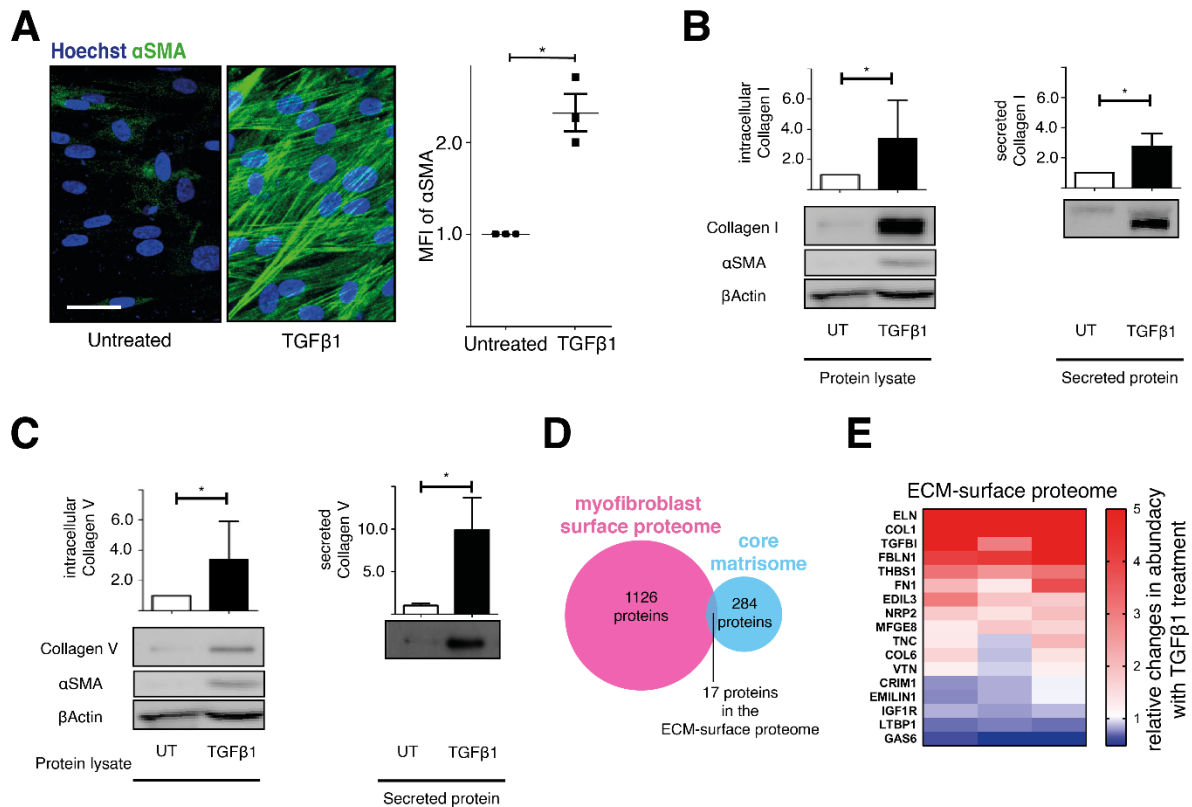 A
Hoechst αSMA
Untreated
TGFβ1
MFI of αSMA
2.0
1.0
*
Untreated
TGFβ1
B
intracellular
Collagen I
6.0
4.0
2.0
*
Collagen I
αSMA
βActin
UT
TGFβ1
Protein lysate
secreted
Collagen I
6.0
4.0
2.0
*
UT
TGFβ1
Secreted protein
C
intracellular
Collagen V
6.0
4.0
2.0
*
Collagen V
αSMA
βActin
UT
TGFβ1
Protein lysate
secreted
Collagen V
10.0
5.0
*
UT
TGFβ1
Secreted protein
D
myofibroblast
surface proteome
core
matrisome
1126
proteins
284
proteins
17 proteins
in the
ECM-surface proteome
E
ECM-surface proteome
ELN
COL1
TGFBI
FBLN1
THBS1
FN1
EDIL3
NRP2
MFGE8
TNC
COL6
VTN
CRIM1
EMILIN1
IGF1R
LTBP1
GAS6
5
4
3
2
1
relative changes in abundacy
with TGFβ1 treatment